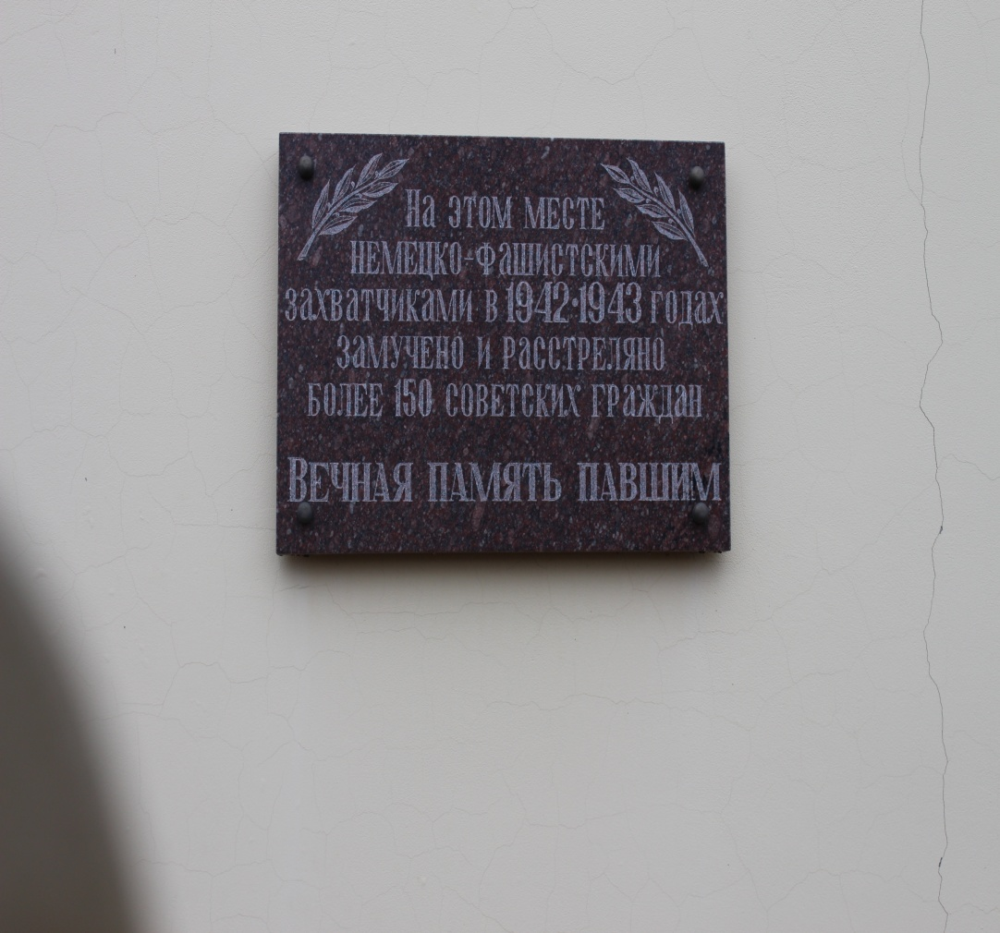 На этом месте
немецко-фашистскими
захватчиками в 1942-1943 годах
замучено и расстреляно
более 150 советских граждан
Вечная память павшим